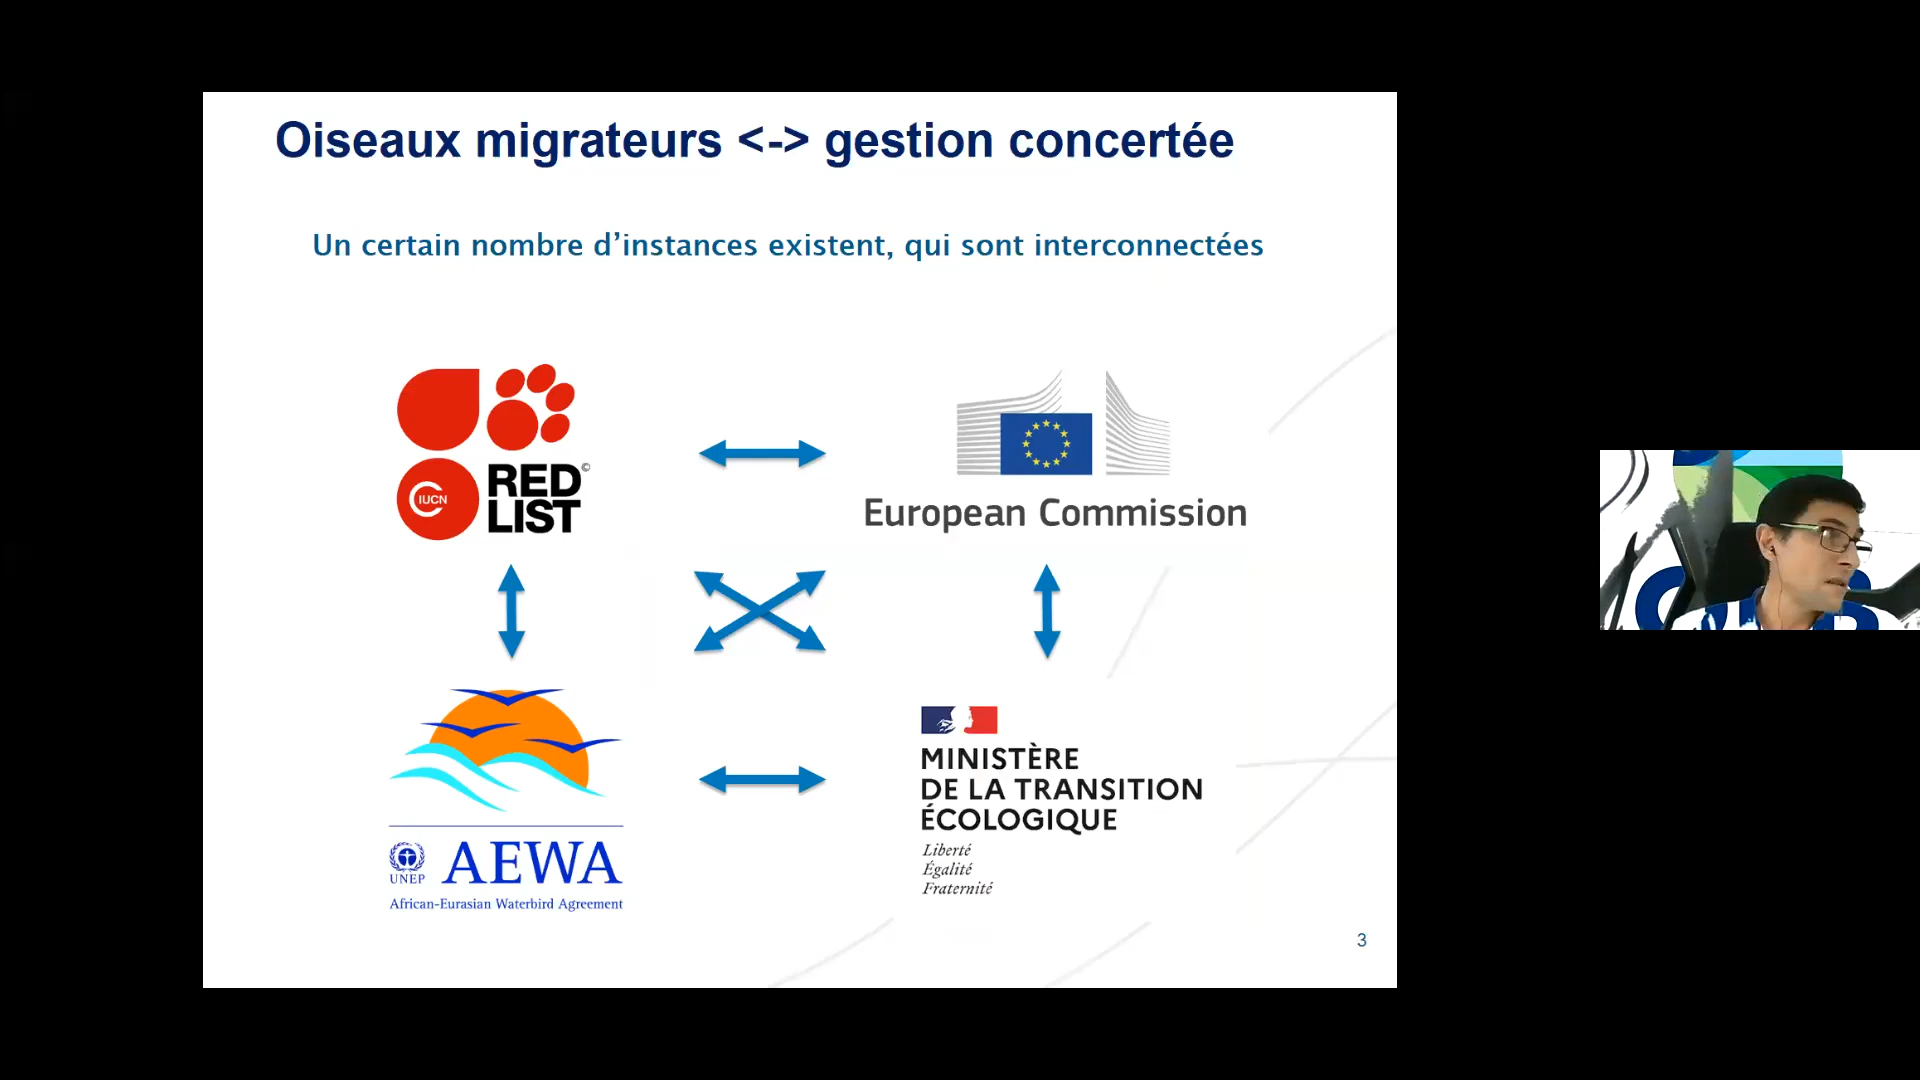 Oiseaux migrateurs <-> gestion concertée
Un certain nombre d’instances existent, qui sont interconnectées
IUCN
RED
LIST
©
European Commission
UNEP
AEWA
African-Eurasian Waterbird Agreement
MINISTÈRE
DE LA TRANSITION
ÉCOLOGIQUE
Liberté
Égalité
Fraternité
3